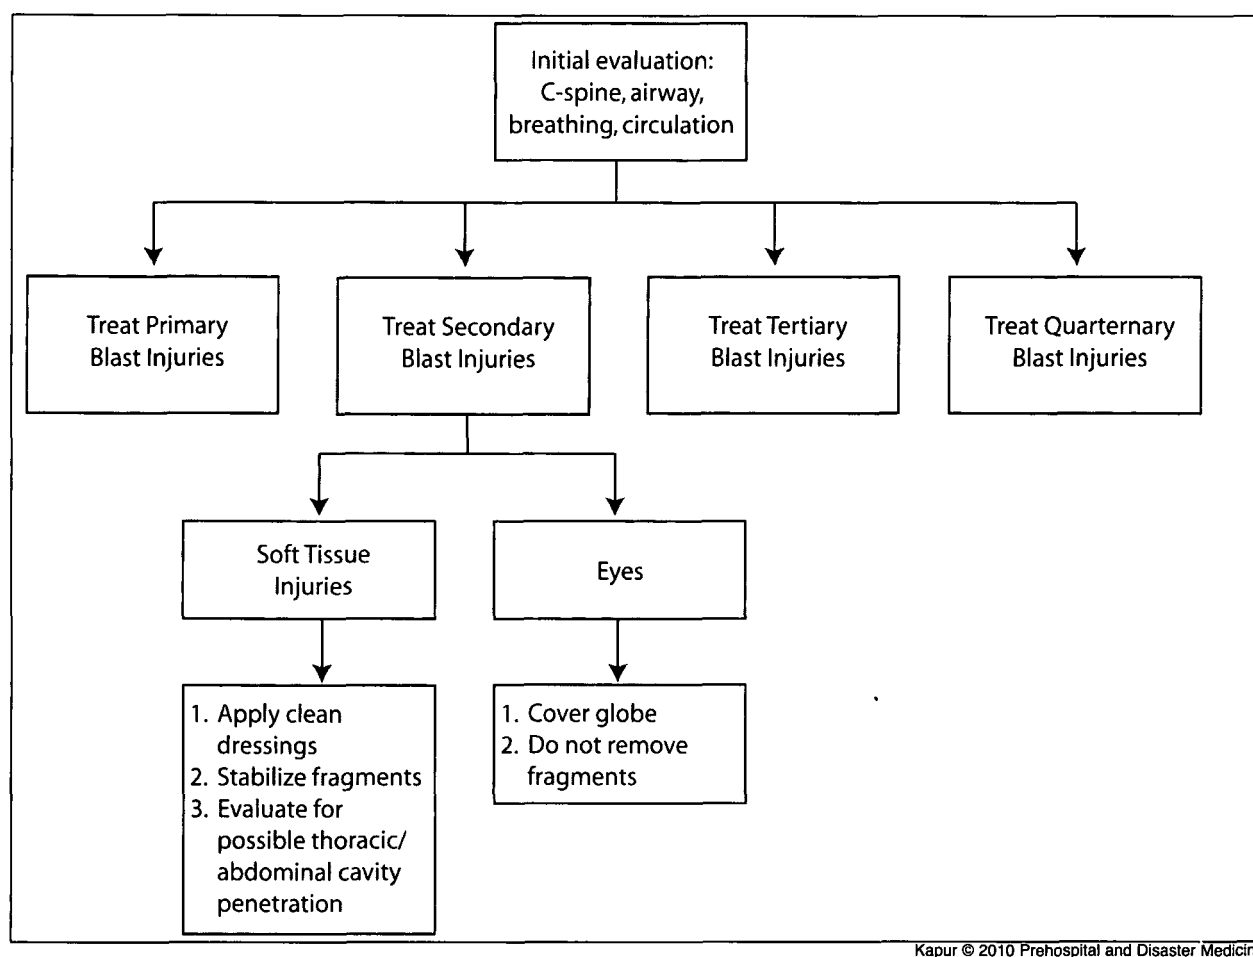 Initial evaluation:
C-spine, airway,
breathing, circulation
Treat Primary
Blast Injuries
Treat Secondary
Blast Injuries
Treat Tertiary
Blast Injuries
Treat Quarternary
Blast Injuries
Soft Tissue
Injuries
Eyes
1. Apply clean
dressings
2. Stabilize fragments
3. Evaluate for
possible thoracic/
abdominal cavity
penetration
1. Cover globe
2. Do not remove
fragments
Kapur © 2010 Prehospital and Disaster Medicin